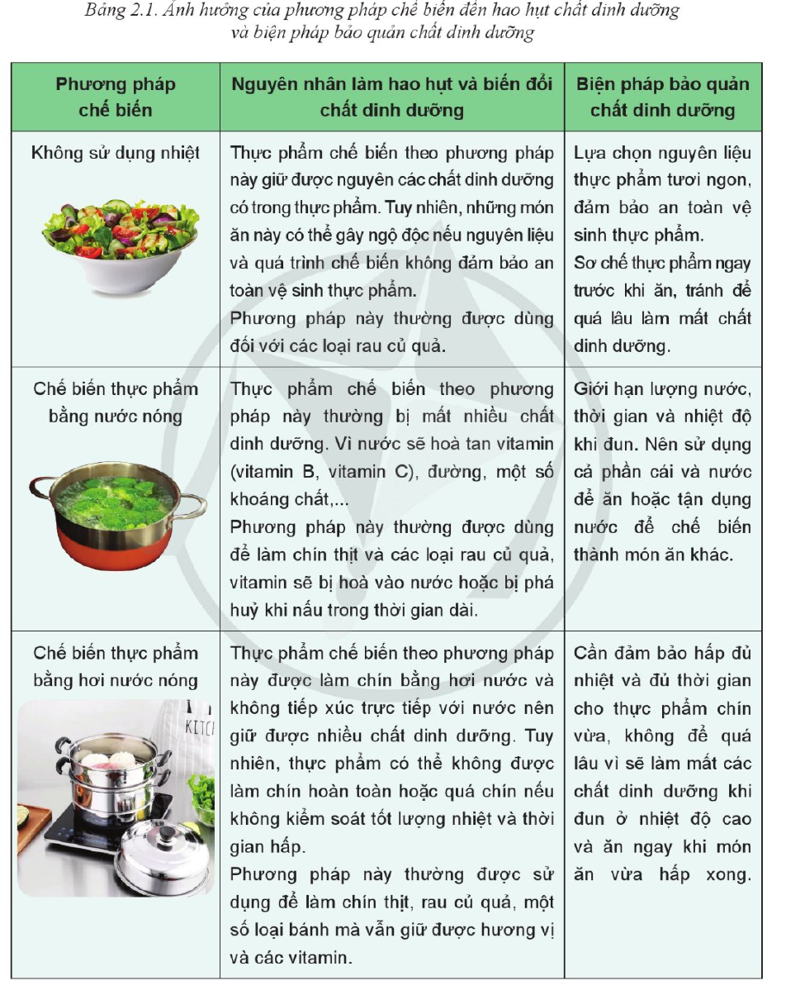 Bảng 2.1. Ảnh hưởng của phương pháp chế biến đến hao hụt chất dinh dưỡng
và biện pháp bảo quản chất dinh dưỡng
Phương pháp
chế biến
Nguyên nhân làm hao hụt và biến đổi
chất dinh dưỡng
Biện pháp bảo quản
chất dinh dưỡng
Không sử dụng nhiệt
Thực phẩm chế biến theo phương pháp
này giữ được nguyên các chất dinh dưỡng
có trong thực phẩm. Tuy nhiên, những món
ăn này có thể gây ngộ độc nếu nguyên liệu
và quá trình chế biến không đảm bảo an
toàn vệ sinh thực phẩm.
Phương pháp này thường được dùng
đối với các loại rau củ quả.
Lựa chọn nguyên liệu
thực phẩm tươi ngon,
đảm bảo an toàn vệ
sinh thực phẩm.
Sơ chế thực phẩm ngay
trước khi ăn, tránh để
quá lâu làm mất chất
dinh dưỡng.
Chế biến thực phẩm
bằng nước nóng
Thực phẩm chế biến theo phương
pháp này thường bị mất nhiều chất
dinh dưỡng. Vì nước sẽ hoà tan vitamin
(vitamin B, vitamin C), đường, một số
khoáng chất,...
Phương pháp này thường được dùng
để làm chín thịt và các loại rau củ quả,
vitamin sẽ bị hoà vào nước hoặc bị phá
huỷ khi nấu trong thời gian dài.
Giới hạn lượng nước,
thời gian và nhiệt độ
khi đun. Nên sử dụng
cả phần cái và nước
để ăn hoặc tận dụng
nước để chế biến
thành món ăn khác.
Chế biến thực phẩm
bằng hơi nước nóng
KITCH
Thực phẩm chế biến theo phương pháp
này được làm chín bằng hơi nước và
không tiếp xúc trực tiếp với nước nên
giữ được nhiều chất dinh dưỡng. Tuy
nhiên, thực phẩm có thể không được
làm chín hoàn toàn hoặc quá chín nếu
không kiểm soát tốt lượng nhiệt và thời
gian hấp.
Phương pháp này thường được sử
dụng để làm chín thịt, rau củ quả, một
số loại bánh mà vẫn giữ được hương vị
và các vitamin.
Cần đảm bảo hấp đủ
nhiệt và đủ thời gian
cho thực phẩm chín
vừa, không để quá
lâu vì sẽ làm mất các
chất dinh dưỡng khi
đun ở nhiệt độ cao
và ăn ngay khi món
ăn vừa hấp xong.